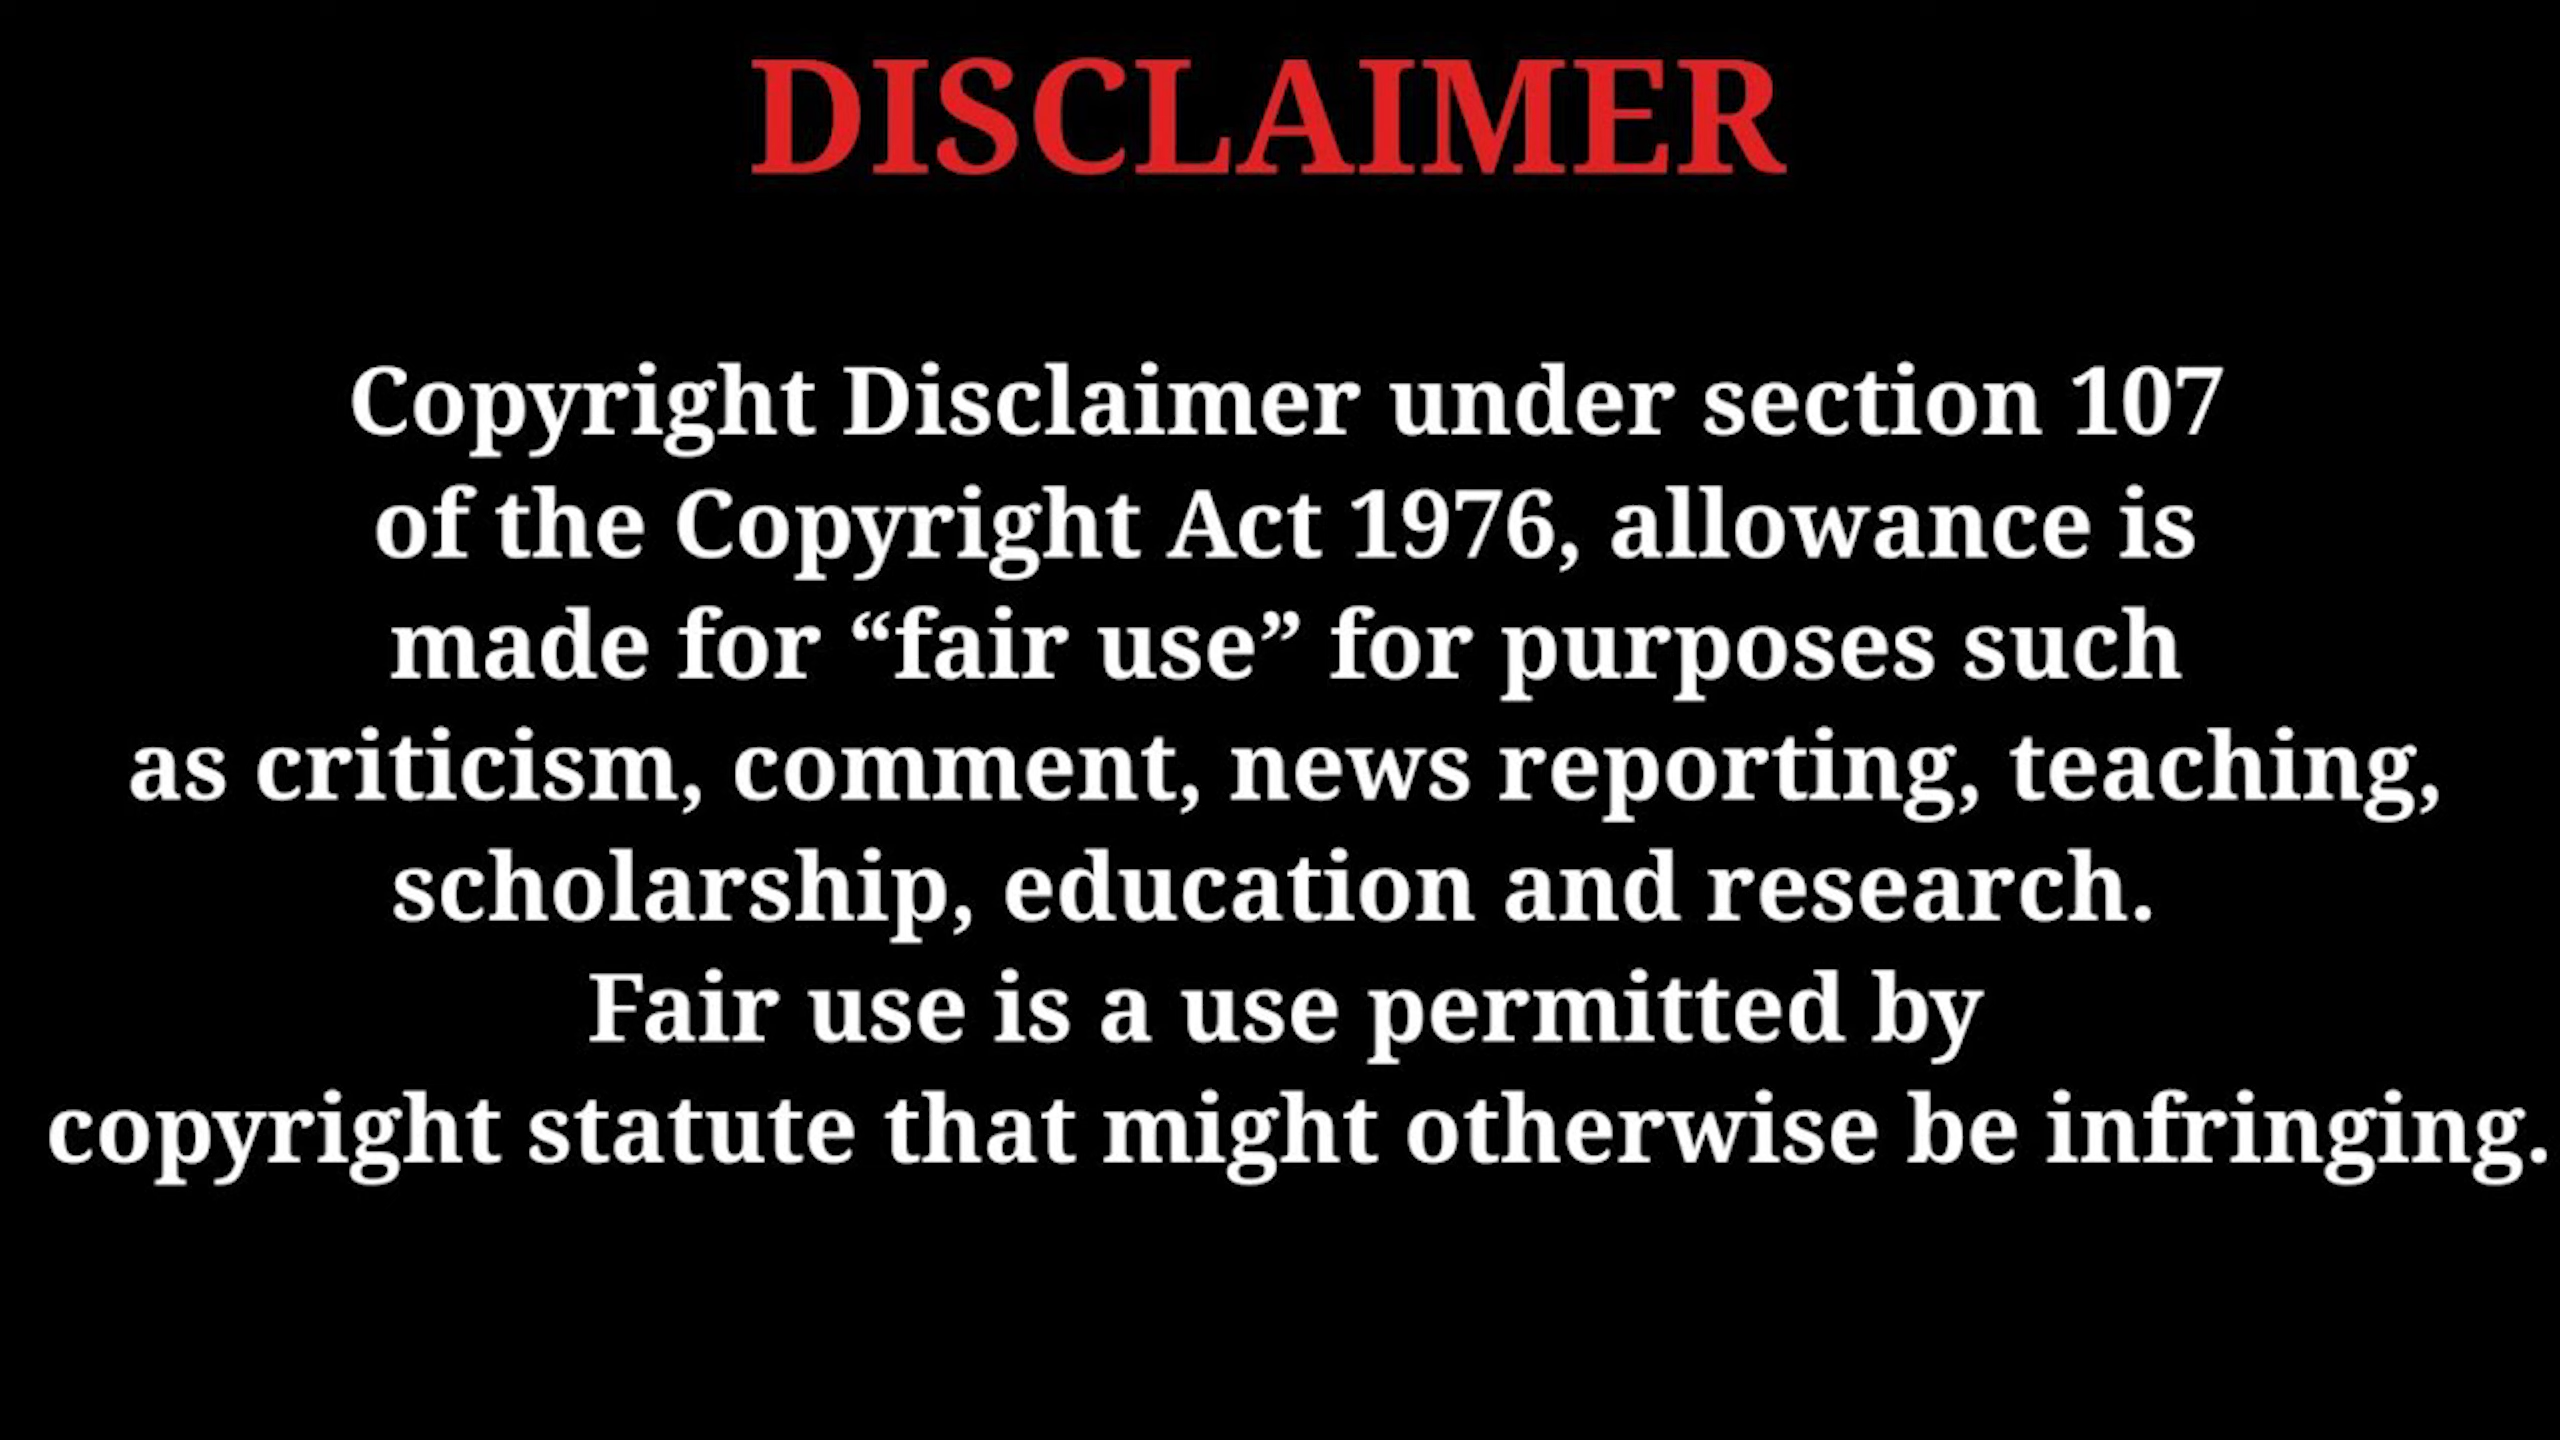 DISCLAIMER
Copyright Disclaimer under section 107
of the Copyright Act 1976, allowance is
made for “fair use” for purposes such
as criticism, comment, news reporting, teaching,
scholarship, education and research.
Fair use is a use permitted by
copyright statute that might otherwise be infringing.